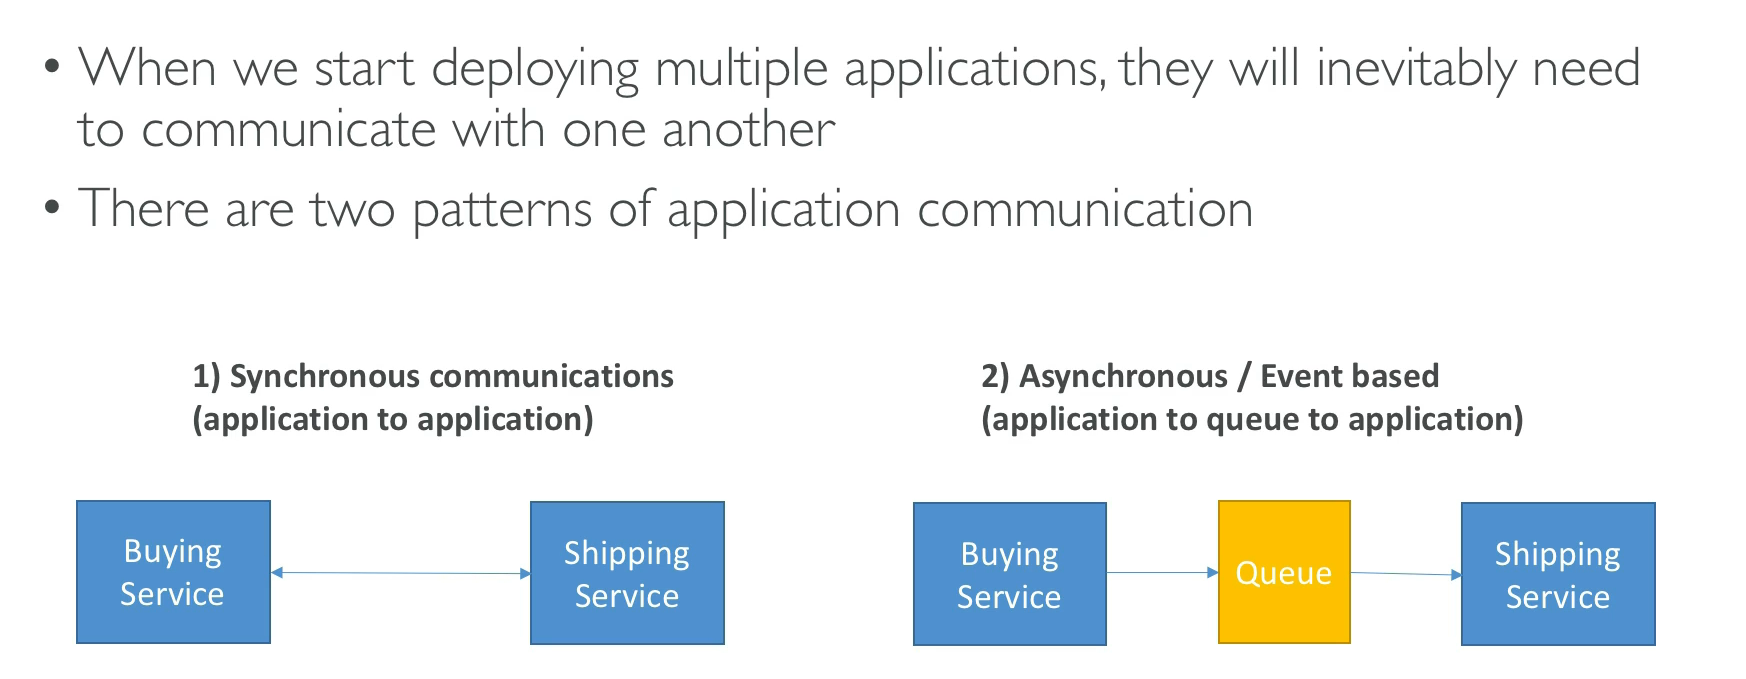 • When we start deploying multiple applications, they will inevitably need
to communicate with one another
• There are two patterns of application communication
1) Synchronous communications
(application to application)
2) Asynchronous / Event based
(application to queue to application)
Buying
Service
Shipping
Service
Buying
Service
Queue
Shipping
Service